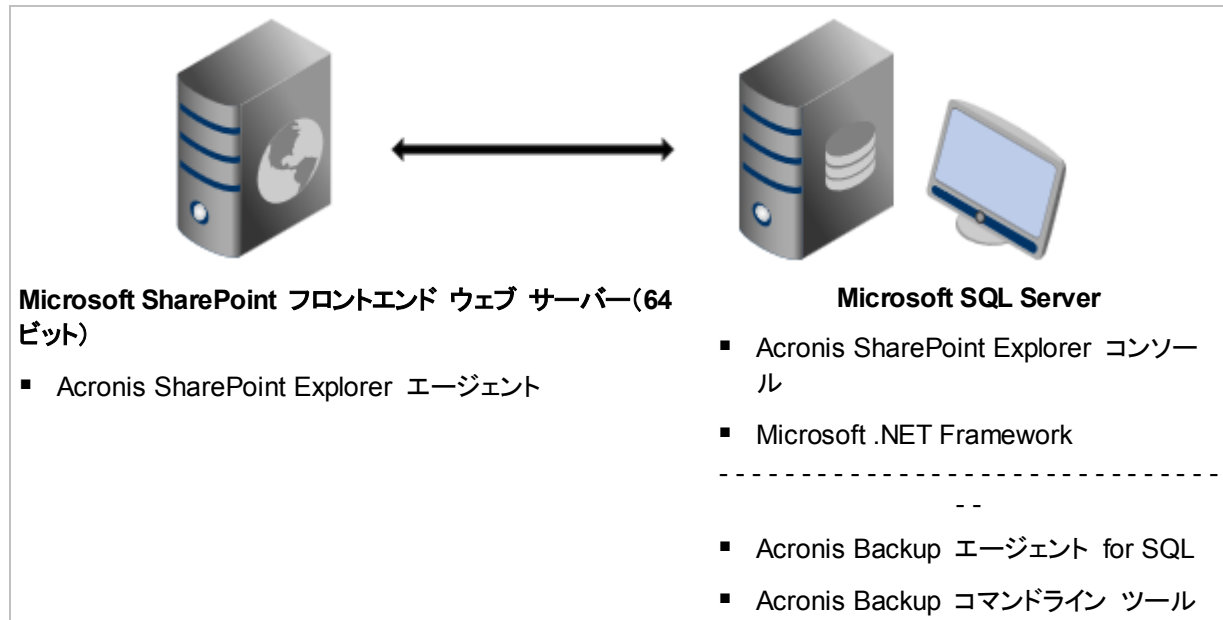 Microsoft SharePoint フロントエンド ウェブ サーバー（64
ビット）
▪ Acronis SharePoint Explorer エージェント
Microsoft SQL Server
▪ Acronis SharePoint Explorer コンソー
ル
▪ Microsoft .NET Framework
- - - - - - - - - - - - - - - - - - - - - - - - - - - - - -
- -
▪ Acronis Backup エージェント for SQL
▪ Acronis Backup コマンドライン ツール